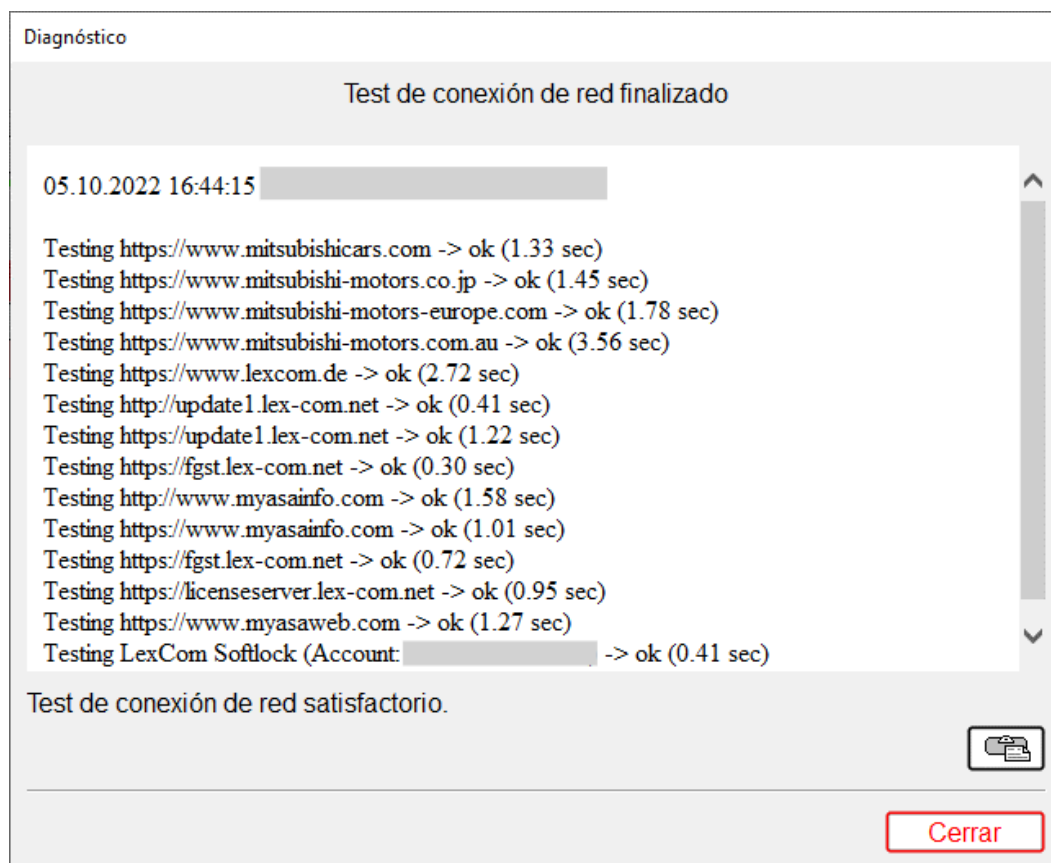 Diagnóstico
Test de conexión de red finalizado
05.10.2022 16:44:15
Testing https://www.mitsubishicars.com -> ok (1.33 sec)
Testing https://www.mitsubishi-motors.co.jp -> ok (1.45 sec)
Testing https://www.mitsubishi-motors-europe.com -> ok (1.78 sec)
Testing https://www.mitsubishi-motors.com.au -> ok (3.56 sec)
Testing https://www.lexcom.de -> ok (2.72 sec)
Testing http://update1.lex-com.net -> ok (0.41 sec)
Testing https://update1.lex-com.net -> ok (1.22 sec)
Testing https://fgst.lex-com.net -> ok (0.30 sec)
Testing http://www.myasainfo.com -> ok (1.58 sec)
Testing https://www.myasainfo.com -> ok (1.01 sec)
Testing https://fgst.lex-com.net -> ok (0.72 sec)
Testing https://licenseserver.lex-com.net -> ok (0.95 sec)
Testing https://www.myasaweb.com -> ok (1.27 sec)
Testing LexCom Softlock (Account: ) -> ok (0.41 sec)
Test de conexión de red satisfactorio.
Cerrar